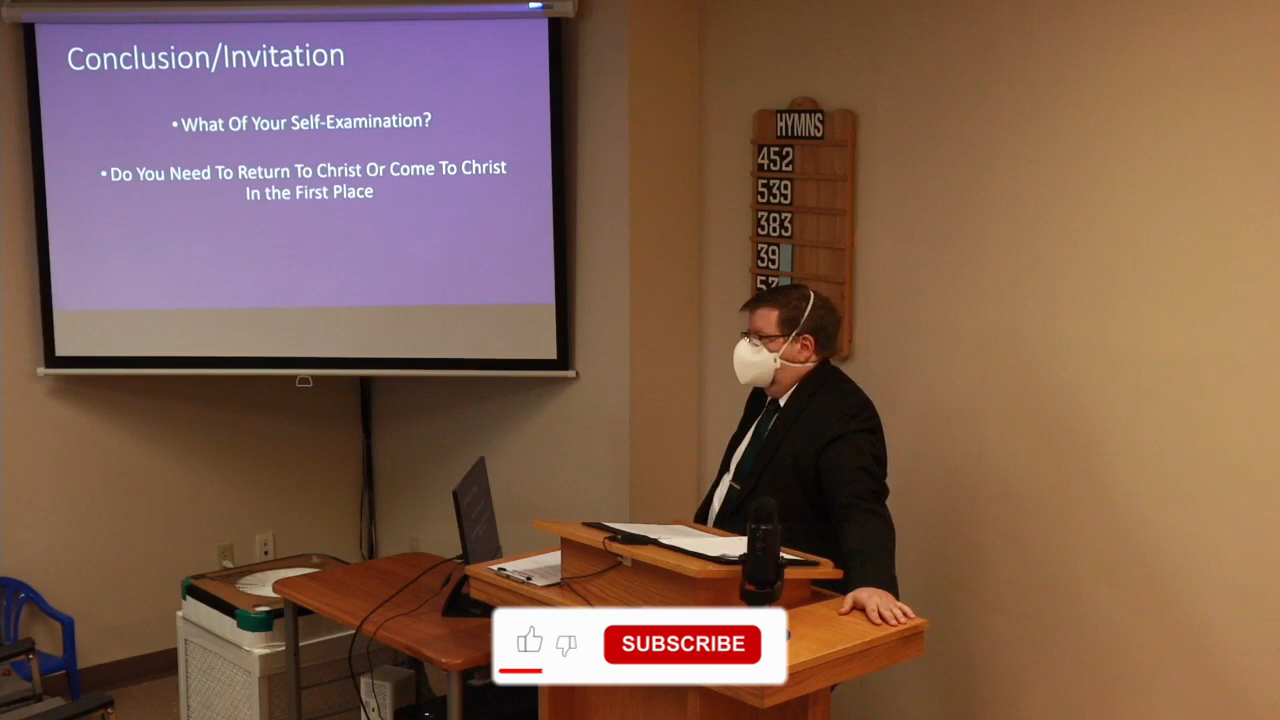 Conclusion/Invitation
• What Of Your Self-Examination?
• Do You Need To Return To Christ Or Come To Christ
In the First Place
HYMNS
452
539
383
39
SUBSCRIBE